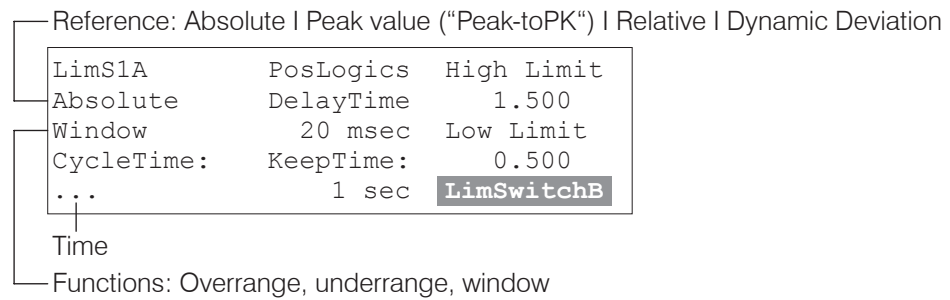 Reference: Absolute I Peak value (“Peak-toPK“) I Relative I Dynamic Deviation
LimS1A PosLogics High Limit
Absolute DelayTime 1.500
Window 20 msec Low Limit
CycleTime: KeepTime: 0.500
... 1 sec LimSwitchB
Time
Functions: Overrange, underrange, window